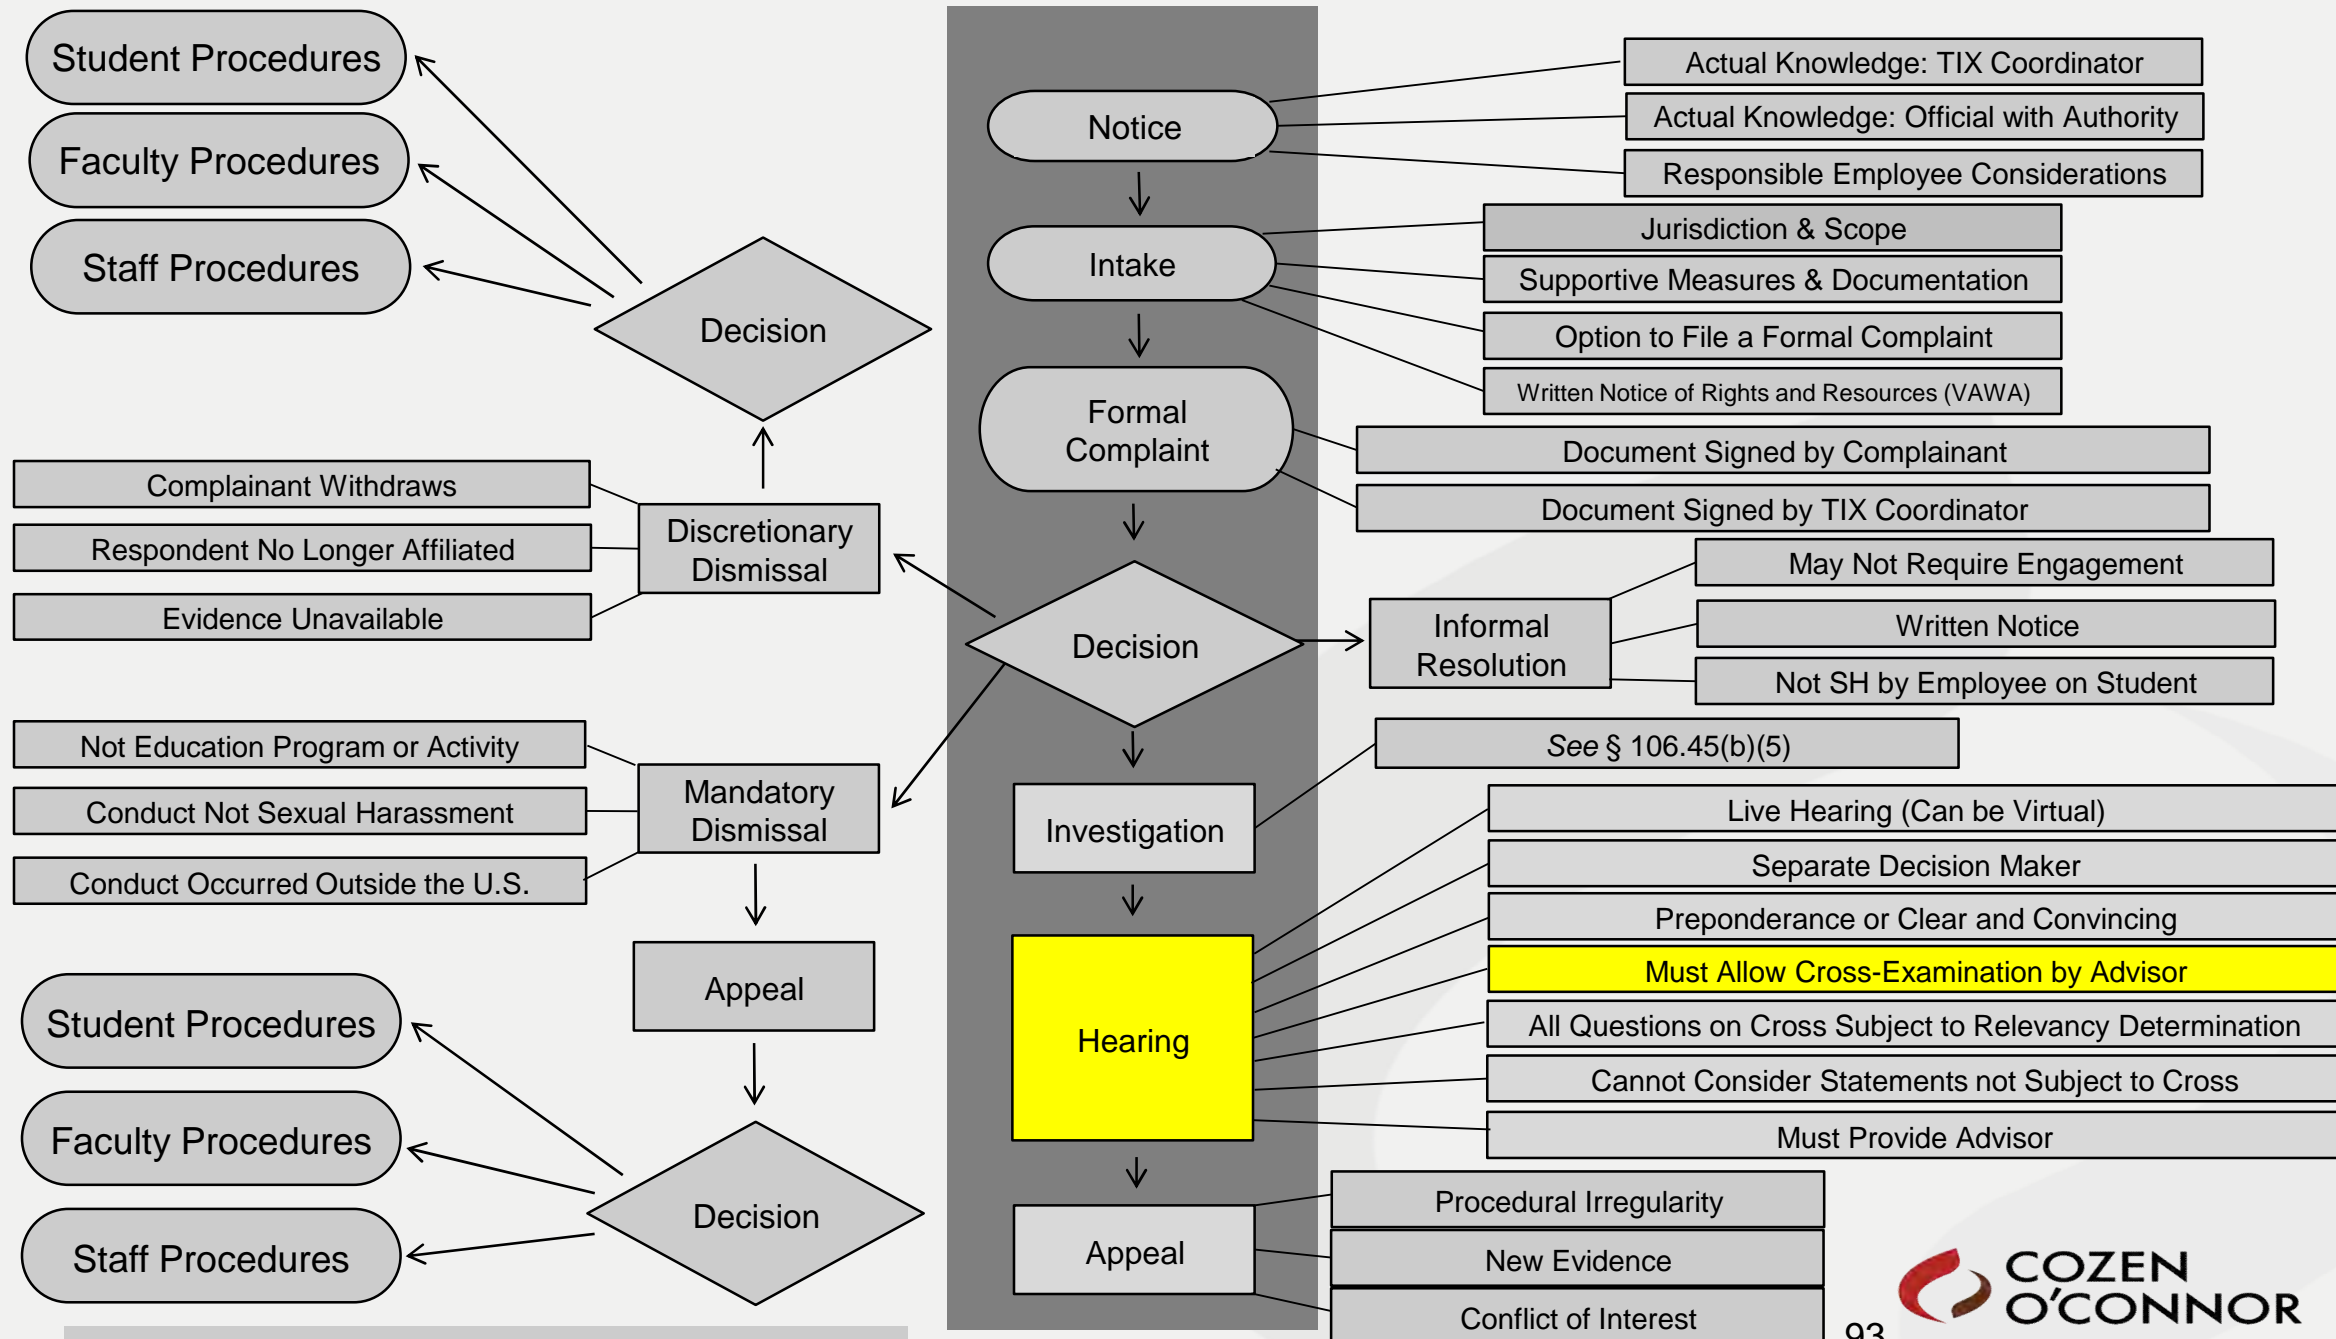 Student Procedures
Faculty Procedures
Staff Procedures
Decision
Complainant Withdraws
Respondent No Longer Affiliated
Evidence Unavailable
Discretionary
Dismissal
Not Education Program or Activity
Conduct Not Sexual Harassment
Conduct Occurred Outside the U.S.
Mandatory
Dismissal
Appeal
Student Procedures
Faculty Procedures
Staff Procedures
Decision
Notice
Actual Knowledge: TIX Coordinator
Actual Knowledge: Official with Authority
Responsible Employee Considerations
Intake
Jurisdiction & Scope
Supportive Measures & Documentation
Option to File a Formal Complaint
Written Notice of Rights and Resources (VAWA)
Formal
Complaint
Document Signed by Complainant
Document Signed by TIX Coordinator
Decision
Informal
Resolution
May Not Require Engagement
Written Notice
Not SH by Employee on Student
Investigation
See § 106.45(b)(5)
Hearing
Live Hearing (Can be Virtual)
Separate Decision Maker
Preponderance or Clear and Convincing
Must Allow Cross-Examination by Advisor
All Questions on Cross Subject to Relevancy Determination
Cannot Consider Statements not Subject to Cross
Must Provide Advisor
Appeal
Procedural Irregularity
New Evidence
Conflict of Interest
93
COZEN
O'CONNOR